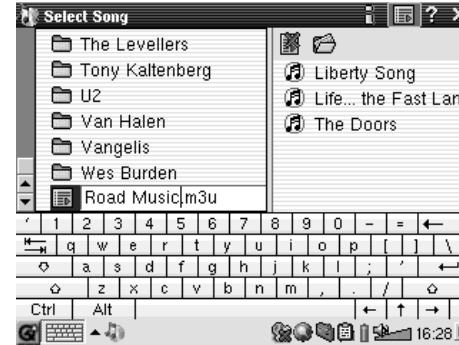 Select Song
?
The Levellers
Tony Kaltenberg
U2
Van Halen
Vangelis
Wes Burden
Road Music.m3u
Liberty Song
Life... the Fast Lan
The Doors
1 2 3 4 5 6 7 8 9 0 - =
q w e r t y u i o p [ ] \
a s d f g h j k l ; '
z x c v b n m , . /
Ctrl Alt
16:28